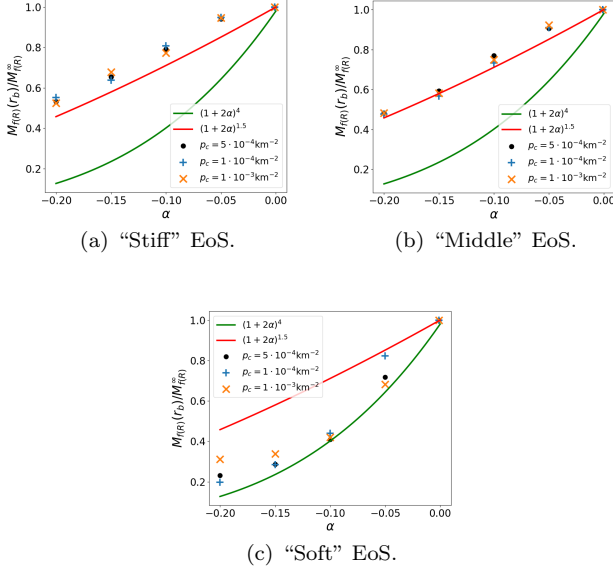 1.0
0.8
0.6
0.4
0.2
M_{f(R)}(r_b)/M^∞_{f(R)}
(1 + 2α)^4
(1 + 2α)^{1.5}
p_c = 5 · 10^{-4} km^{-2}
p_c = 1 · 10^{-4} km^{-2}
p_c = 1 · 10^{-3} km^{-2}
−0.20 −0.15 −0.10 −0.05 0.00
α
(a) “Stiff” EoS.
1.0
0.8
0.6
0.4
0.2
M_{f(R)}(r_b)/M^∞_{f(R)}
(1 + 2α)^4
(1 + 2α)^{1.5}
p_c = 5 · 10^{-4} km^{-2}
p_c = 1 · 10^{-4} km^{-2}
p_c = 1 · 10^{-3} km^{-2}
−0.20 −0.15 −0.10 −0.05 0.00
α
(b) “Middle” EoS.
1.0
0.8
0.6
0.4
0.2
M_{f(R)}(r_b)/M^∞_{f(R)}
(1 + 2α)^4
(1 + 2α)^{1.5}
p_c = 5 · 10^{-4} km^{-2}
p_c = 1 · 10^{-4} km^{-2}
p_c = 1 · 10^{-3} km^{-2}
−0.20 −0.15 −0.10 −0.05 0.00
α
(c) “Soft” EoS.